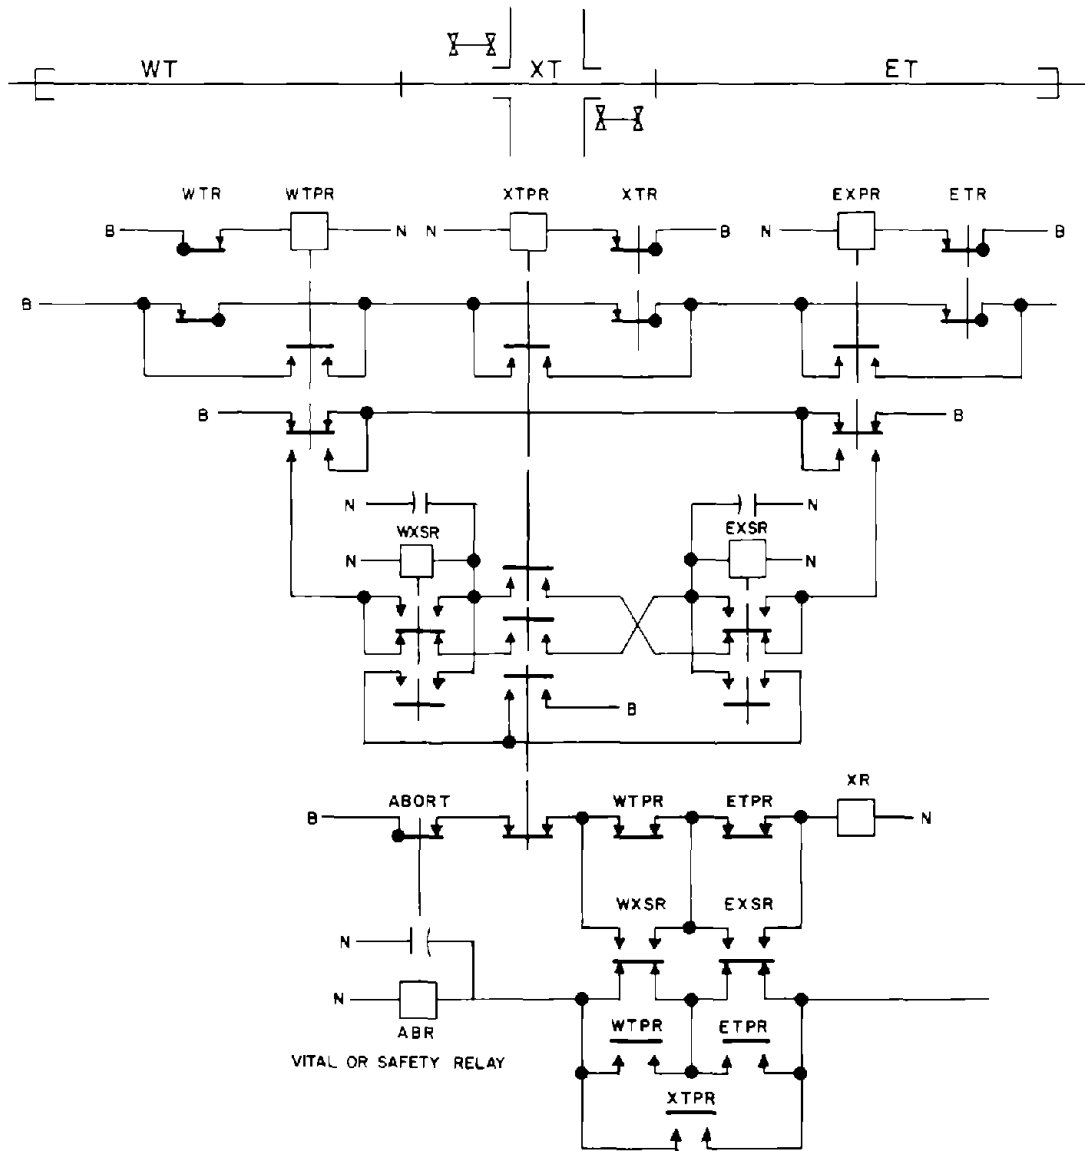 WT XT ET
WTR WTPR XTPR XTR EXPR ETR
B N N B N B
B
B B
N N
WXSR EXSR
N N
B
XR
ABORT WTPR ETPR
B N
WXSR EXSR
N
N
WTPR ETPR
ABR
VITAL OR SAFETY RELAY
XTPR